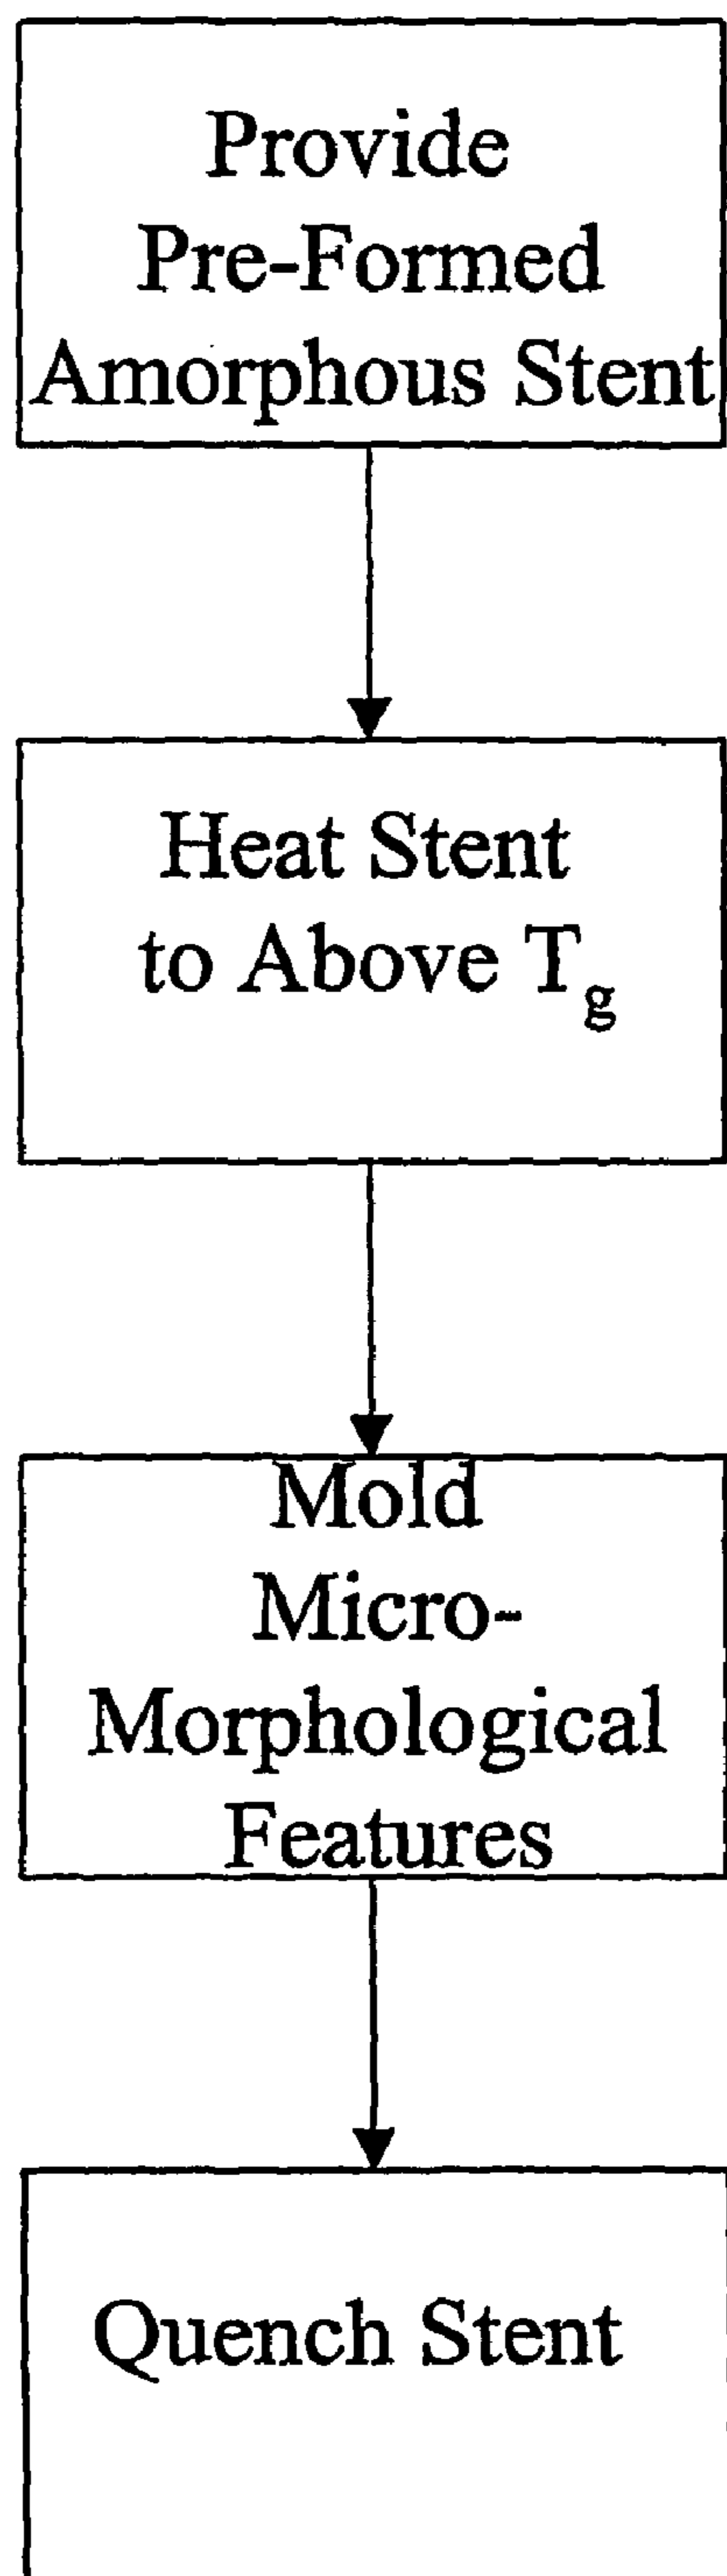 Provide
Pre-Formed
Amorphous Stent
Heat Stent
to Above Tg
Mold
Micro-
Morphological
Features
Quench Stent